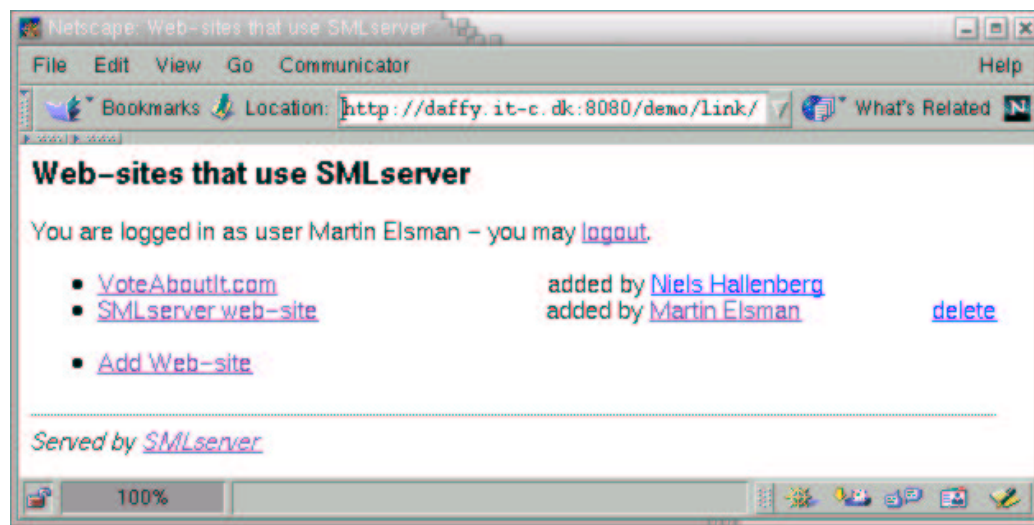 Netscape: Web-sites that use SMLserver
File Edit View Go Communicator Help
Bookmarks Location: http://daffy.it-c.dk:8080/demo/link/ What's Related N
Web-sites that use SMLserver
You are logged in as user Martin Elsman - you may logout.
• VoteAboutIt.com added by Niels Hallenberg
• SMLserver web-site added by Martin Elsman delete
• Add Web-site
Served by SMLserver
100%